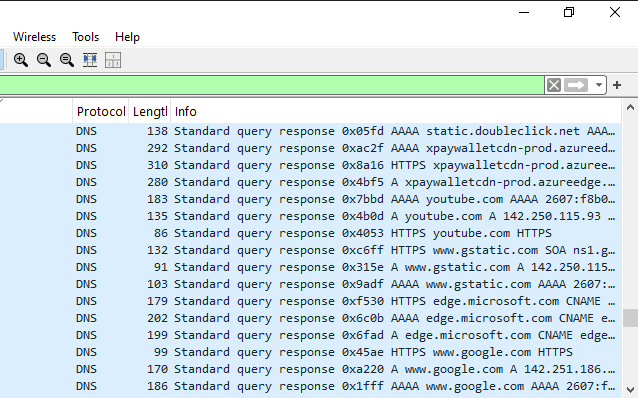 Wireless Tools Help
Protocol Lengtl Info
DNS 138 Standard query response 0x05fd AAAA static.doubleclick.net AAA…
DNS 292 Standard query response 0xac2f AAAA xpaywalletcdn-prod.azureed…
DNS 310 Standard query response 0x8a16 HTTPS xpaywalletcdn-prod.azuree…
DNS 280 Standard query response 0x4bf5 A xpaywalletcdn-prod.azureedge.…
DNS 183 Standard query response 0x7bbd AAAA youtube.com AAAA 2607:f8b0…
DNS 135 Standard query response 0x4b0d A youtube.com A 142.250.115.93 …
DNS 86 Standard query response 0x4053 HTTPS youtube.com HTTPS
DNS 132 Standard query response 0xc6ff HTTPS www.gstatic.com SOA ns1.g…
DNS 91 Standard query response 0x315e A www.gstatic.com A 142.250.115…
DNS 103 Standard query response 0x9adf AAAA www.gstatic.com AAAA 2607:…
DNS 179 Standard query response 0xf530 HTTPS edge.microsoft.com CNAME …
DNS 202 Standard query response 0x6c0b AAAA edge.microsoft.com CNAME e…
DNS 199 Standard query response 0x6fad A edge.microsoft.com CNAME edge…
DNS 99 Standard query response 0x45ae HTTPS www.google.com HTTPS
DNS 170 Standard query response 0xa220 A www.google.com A 142.251.186.…
DNS 186 Standard query response 0x1fff AAAA www.google.com AAAA 2607:f…